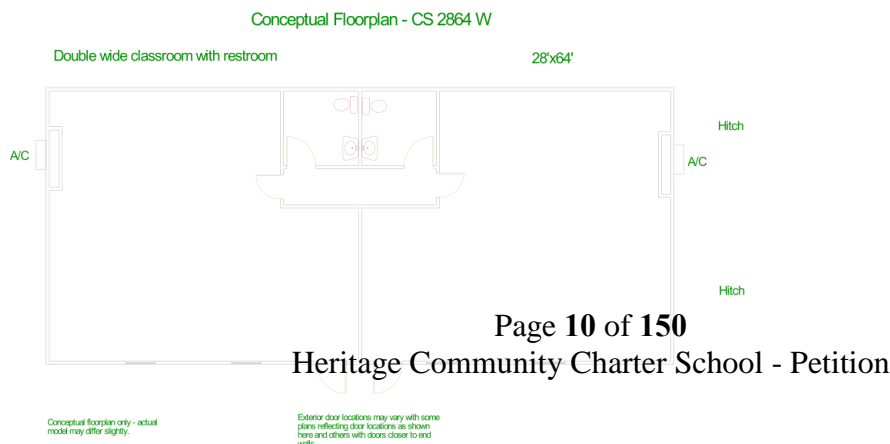 Conceptual Floorplan - CS 2864 W
Double wide classroom with restroom
28'x64'
Hitch
A/C
A/C
Hitch
Page 10 of 150
Heritage Community Charter School - Petition
Conceptual floorplan only - actual
model may differ slightly.
Exterior door locations may vary with some
plans reflecting door locations as shown
here and others with doors closer to end
walls